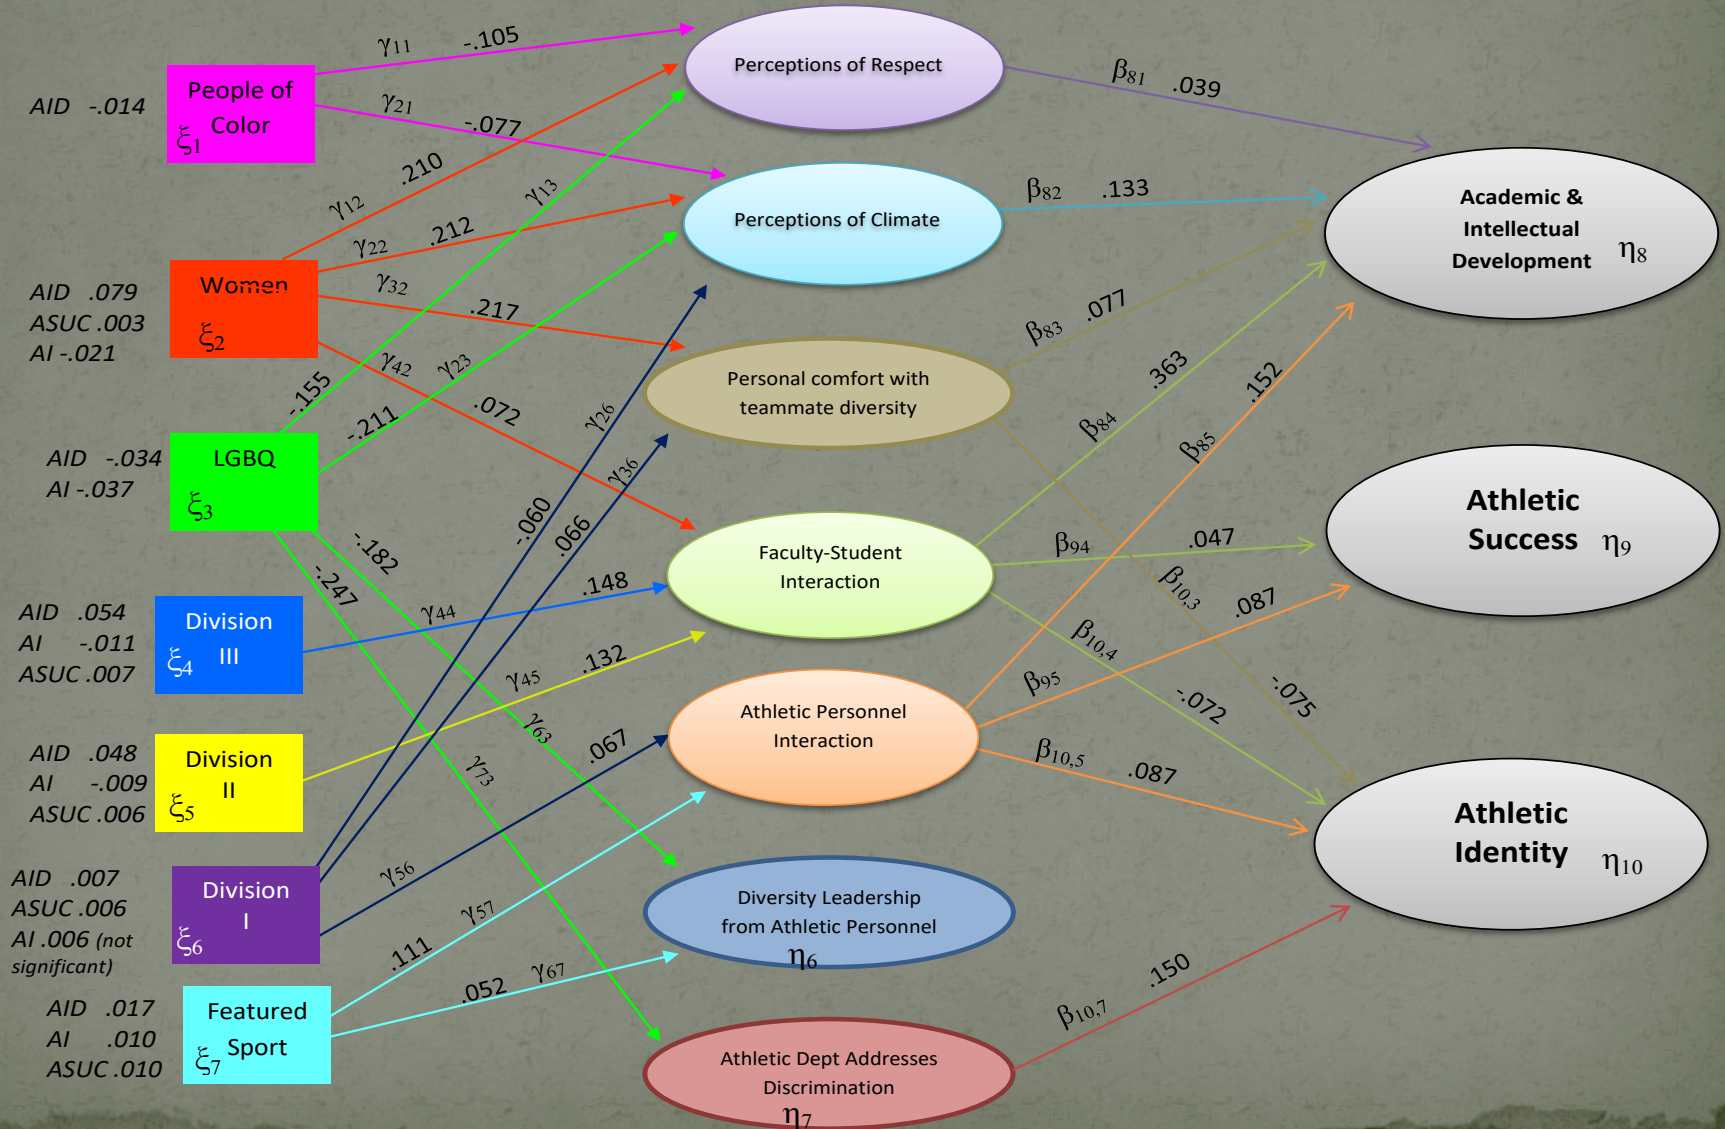 AID -.014
People of
Color
ξ1
AID .079
ASUC .003
AI -.021
Women
ξ2
AID -.034
AI -.037
LGBQ
ξ3
AID .054
AI -.011
ASUC .007
Division
III
ξ4
AID .048
AI -.009
ASUC .006
Division
II
ξ5
AID .007
ASUC .006
AI .006 (not
significant)
Division
I
ξ6
AID .017
AI .010
ASUC .010
Featured
Sport
ξ7
γ11 -.105
γ21 -.077
γ12 .210
γ13 -.155
γ22 .212
γ32 .217
γ23 -.211
γ42 .072
γ26 -.060
γ36 .066
γ63 -.182
γ73 -.247
γ44 .148
γ45 .132
γ56 .067
γ57 .111
γ67 .052
Perceptions of Respect
Perceptions of Climate
Personal comfort with
teammate diversity
Faculty-Student
Interaction
Athletic Personnel
Interaction
Diversity Leadership
from Athletic Personnel
η6
Athletic Dept Addresses
Discrimination
η7
β81 .039
β82 .133
β83 .077
β84 .363
β85 .152
β94 .047
β10,3 -.075
β10,4 -.072
β95 .087
β10,5 .087
β10,7 .150
Academic &
Intellectual
Development η8
Athletic
Success η9
Athletic
Identity η10